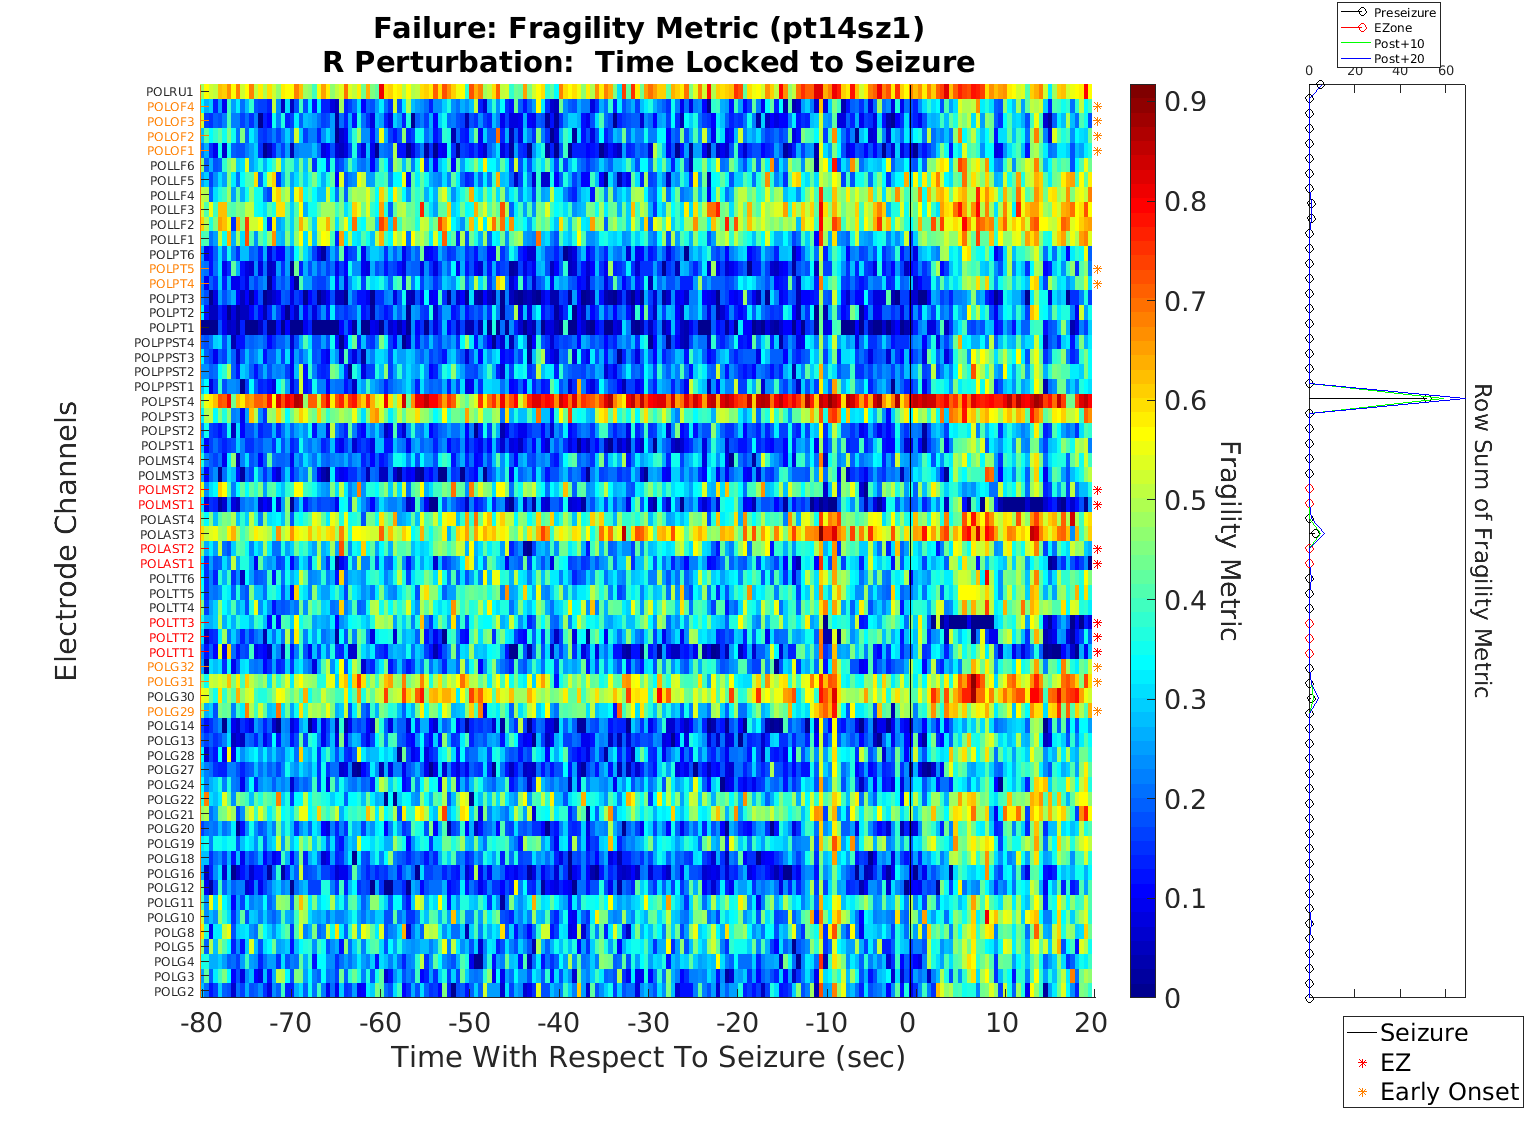 Failure: Fragility Metric (pt14sz1)
R Perturbation:  Time Locked to Seizure
Preseizure
EZone
Post+10
Post+20
0 20 40 60
Electrode Channels
POLRU1
POLOF4
POLOF3
POLOF2
POLOF1
POLLF6
POLLF5
POLLF4
POLLF3
POLLF2
POLLF1
POLPT6
POLPT5
POLPT4
POLPT3
POLPT2
POLPT1
POLPPST4
POLPPST3
POLPPST2
POLPPST1
POLPST4
POLPST3
POLPST2
POLPST1
POLMST4
POLMST3
POLMST2
POLMST1
POLAST4
POLAST3
POLAST2
POLAST1
POLTT6
POLTT5
POLTT4
POLTT3
POLTT2
POLTT1
POLG32
POLG31
POLG30
POLG29
POLG14
POLG13
POLG28
POLG27
POLG24
POLG22
POLG21
POLG20
POLG19
POLG18
POLG16
POLG12
POLG11
POLG10
POLG8
POLG5
POLG4
POLG3
POLG2
-80 -70 -60 -50 -40 -30 -20 -10 0 10 20
Time With Respect To Seizure (sec)
0.9
0.8
0.7
0.6
0.5
0.4
0.3
0.2
0.1
0
Fragility Metric
Row Sum of Fragility Metric
Seizure
EZ
Early Onset